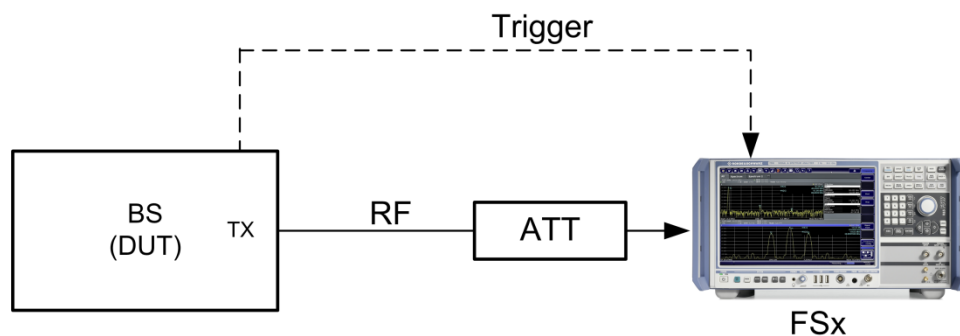 Trigger
BS
(DUT)
TX
RF
ATT
FSx